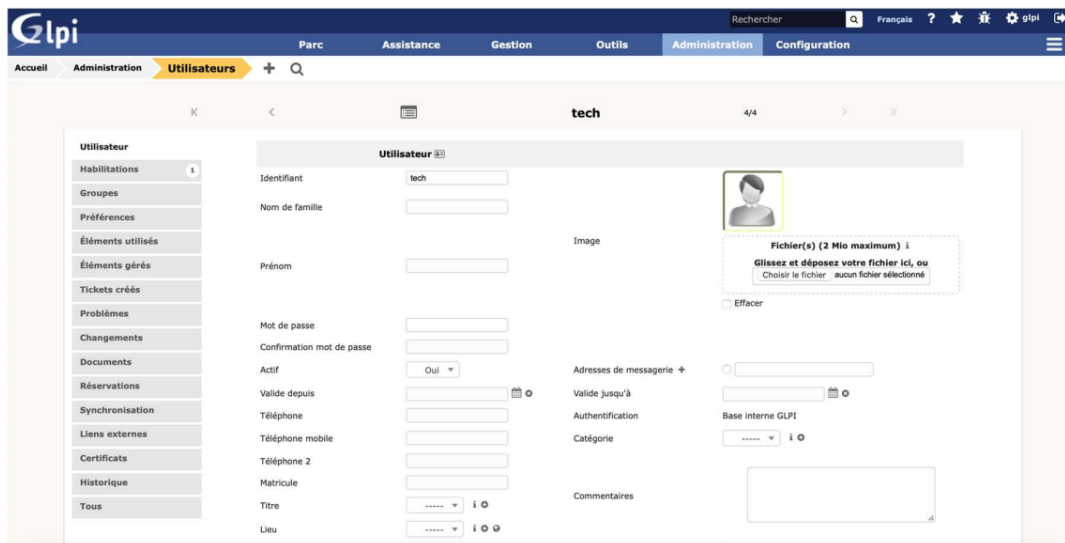 Glpi
Rechercher Français ? glpi
Parc Assistance Gestion Outils Administration Configuration
Accueil Administration Utilisateurs +
tech 4/4
Utilisateur
Habilitations 1
Groupes
Préférences
Éléments utilisés
Éléments gérés
Tickets créés
Problèmes
Changements
Documents
Réservations
Synchronisation
Liens externes
Certificats
Historique
Tous
Utilisateur
Identifiant tech
Nom de famille
Image
Fichier(s) (2 Mio maximum) i
Glissez et déposez votre fichier ici, ou
Choisir le fichier aucun fichier sélectionné
Prénom
Effacer
Mot de passe
Confirmation mot de passe
Actif Oui Adresses de messagerie +
Valide depuis Valide jusqu'à
Téléphone Authentification Base interne GLPI
Téléphone mobile Catégorie ----- i
Téléphone 2
Matricule
Commentaires
Titre ----- i
Lieu ----- i